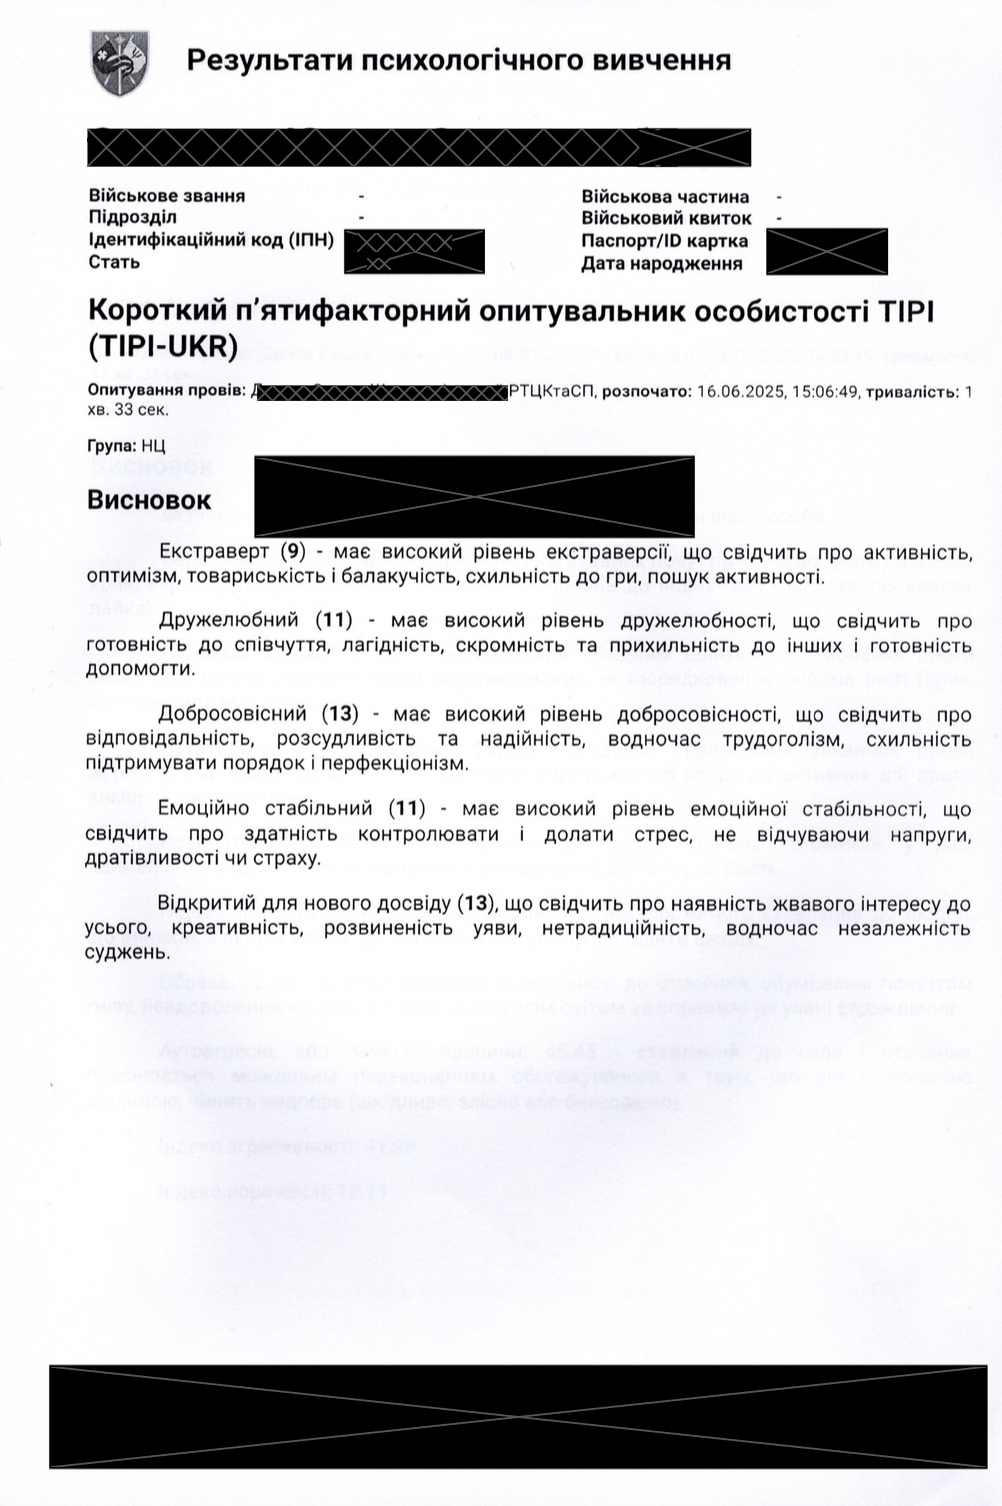 Результати психологічного вивчення
Військове звання -
Підрозділ -
Ідентифікаційний код (ІПН)
Стать
Військова частина -
Військовий квиток -
Паспорт/ID картка
Дата народження
Короткий п’ятифакторний опитувальник особистості TIPI
(TIPI-UKR)
Опитування провів: РТЦКтаСП, розпочато: 16.06.2025, 15:06:49, тривалість: 1
хв. 33 сек.
Група: НЦ
Висновок
Екстраверт (9) - має високий рівень екстраверсії, що свідчить про активність,
оптимізм, товариськість і балакучість, схильність до гри, пошук активності.
Дружелюбний (11) - має високий рівень дружелюбності, що свідчить про
готовність до співчуття, лагідність, скромність та прихильність до інших і готовність
допомогти.
Добросовісний (13) - має високий рівень добросовісності, що свідчить про
відповідальність, розсудливість та надійність, водночас трудоголізм, схильність
підтримувати порядок і перфекціонізм.
Емоційно стабільний (11) - має високий рівень емоційної стабільності, що
свідчить про здатність контролювати і долати стрес, не відчуваючи напруги,
дратівливості чи страху.
Відкритий для нового досвіду (13), що свідчить про наявність жвавого інтересу до
усього, креативність, розвиненість уяви, нетрадиційність, водночас незалежність
суджень.